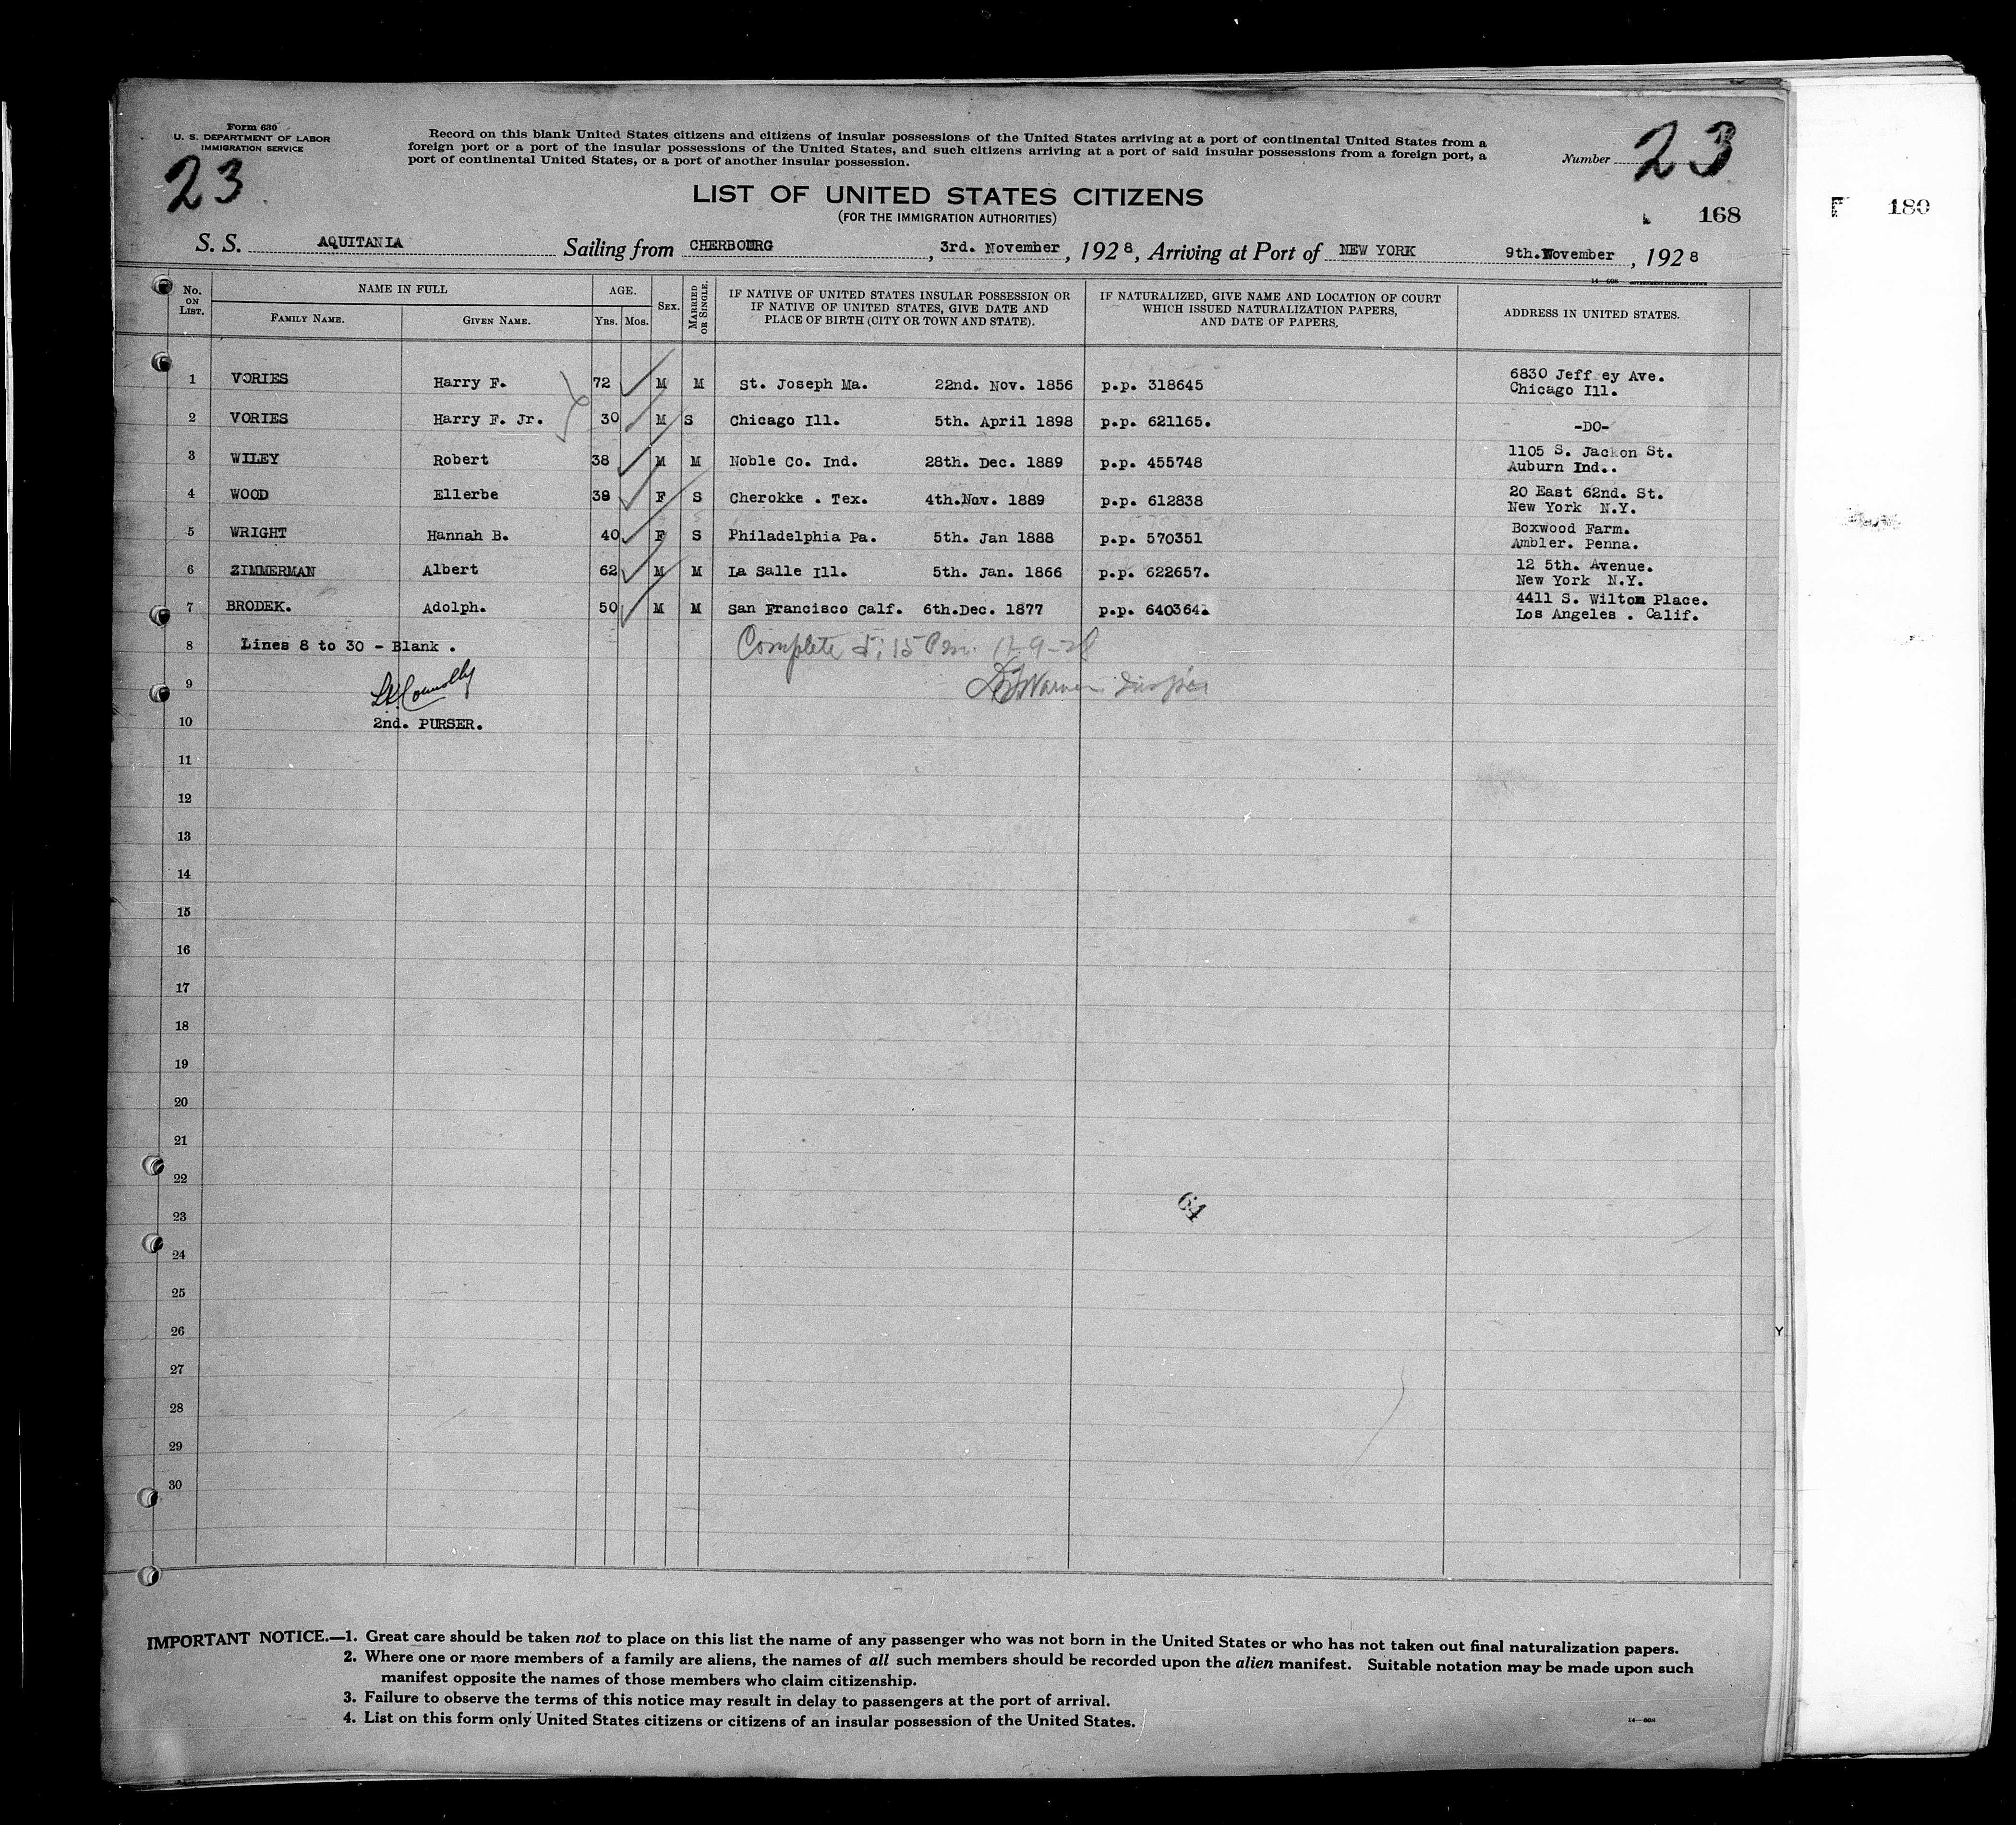 Form 630
U. S. DEPARTMENT OF LABOR
IMMIGRATION SERVICE
23
Record on this blank United States citizens and citizens of insular possessions of the United States arriving at a port of continental United States from a
foreign port or a port of the insular possessions of the United States, and such citizens arriving at a port of said insular possessions from a foreign port, a
port of continental United States, or a port of another insular possession.
Number 23
LIST OF UNITED STATES CITIZENS
(FOR THE IMMIGRATION AUTHORITIES)
168
180
S. S. AQUITANIA Sailing from CHERBOURG, 3rd. November, 1928, Arriving at Port of NEW YORK 9th.November, 1928
No. ON LIST. NAME IN FULL FAMILY NAME. GIVEN NAME. AGE. YRS. MOS. SEX. MARRIED OR SINGLE. IF NATIVE OF UNITED STATES INSULAR POSSESSION OR IF NATIVE OF UNITED STATES, GIVE DATE AND PLACE OF BIRTH (CITY OR TOWN AND STATE). IF NATURALIZED, GIVE NAME AND LOCATION OF COURT WHICH ISSUED NATURALIZATION PAPERS, AND DATE OF PAPERS. ADDRESS IN UNITED STATES.
1 VORIES Harry F. 72 M M St. Joseph Ma. 22nd. Nov. 1856 p.p. 318645 6830 Jeff ey Ave. Chicago Ill.
2 VORIES Harry F. Jr. 30 M S Chicago Ill. 5th. April 1898 p.p. 621165. -DO-
3 WILEY Robert 38 M M Noble Co. Ind. 28th. Dec. 1889 p.p. 455748 1105 S. Jackon St. Auburn Ind..
4 WOOD Ellerbe 38 F S Cherokke . Tex. 4th.Nov. 1889 p.p. 612838 20 East 62nd. St. New York N.Y.
5 WRIGHT Hannah B. 40 F S Philadelphia Pa. 5th. Jan 1888 p.p. 570351 Boxwood Farm. Ambler. Penna.
6 ZIMMERMAN Albert 62 M M La Salle Ill. 5th. Jan. 1866 p.p. 622657. 12 5th. Avenue. New York N.Y.
7 BRODEK. Adolph. 50 M M San Francisco Calf. 6th.Dec. 1877 p.p. 640364. 4411 S. Wilton Place. Los Angeles . Calif.
8 Lines 8 to 30 - Blank . Complete 5:15 P.m. 11-9-28
9 Connolly
10 2nd. PURSER.
11
12
13
14
15
16
17
18
19
20
21
22
23
64
24
25
26
27
28
29
30
Y
IMPORTANT NOTICE.—1. Great care should be taken not to place on this list the name of any passenger who was not born in the United States or who has not taken out final naturalization papers.
2. Where one or more members of a family are aliens, the names of all such members should be recorded upon the alien manifest. Suitable notation may be made upon such
manifest opposite the names of those members who claim citizenship.
3. Failure to observe the terms of this notice may result in delay to passengers at the port of arrival.
4. List on this form only United States citizens or citizens of an insular possession of the United States.